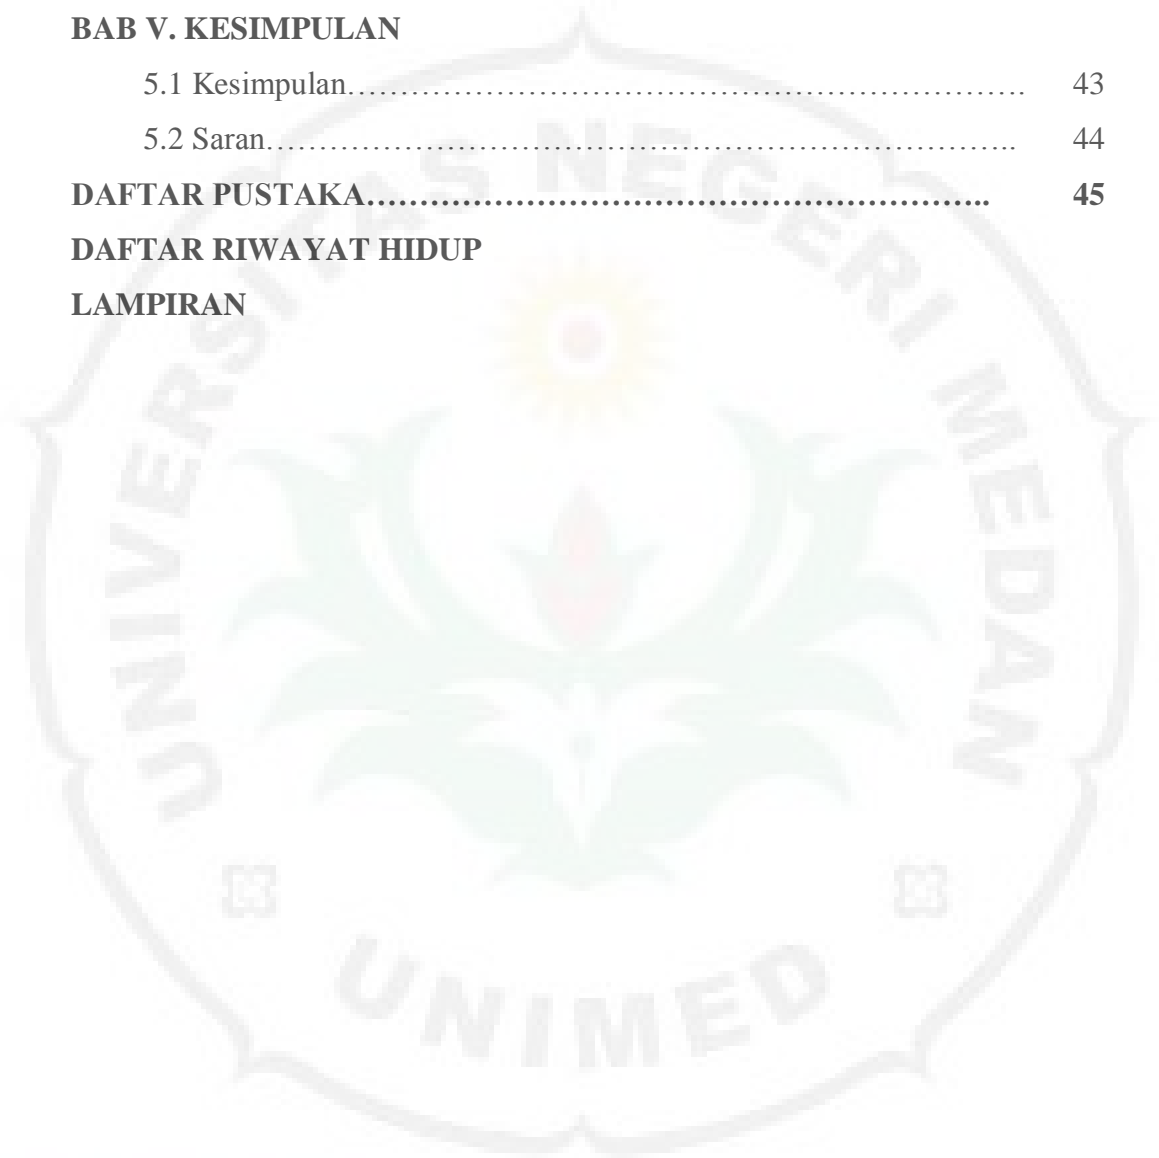 BAB V. KESIMPULAN
5.1 Kesimpulan…………………………………………………………………. 43
5.2 Saran……………………………………………………………………….. 44
DAFTAR PUSTAKA………………………………………………………….. 45
DAFTAR RIWAYAT HIDUP
LAMPIRAN
UNIVERSITAS NEGERI MEDAN
UNIMED